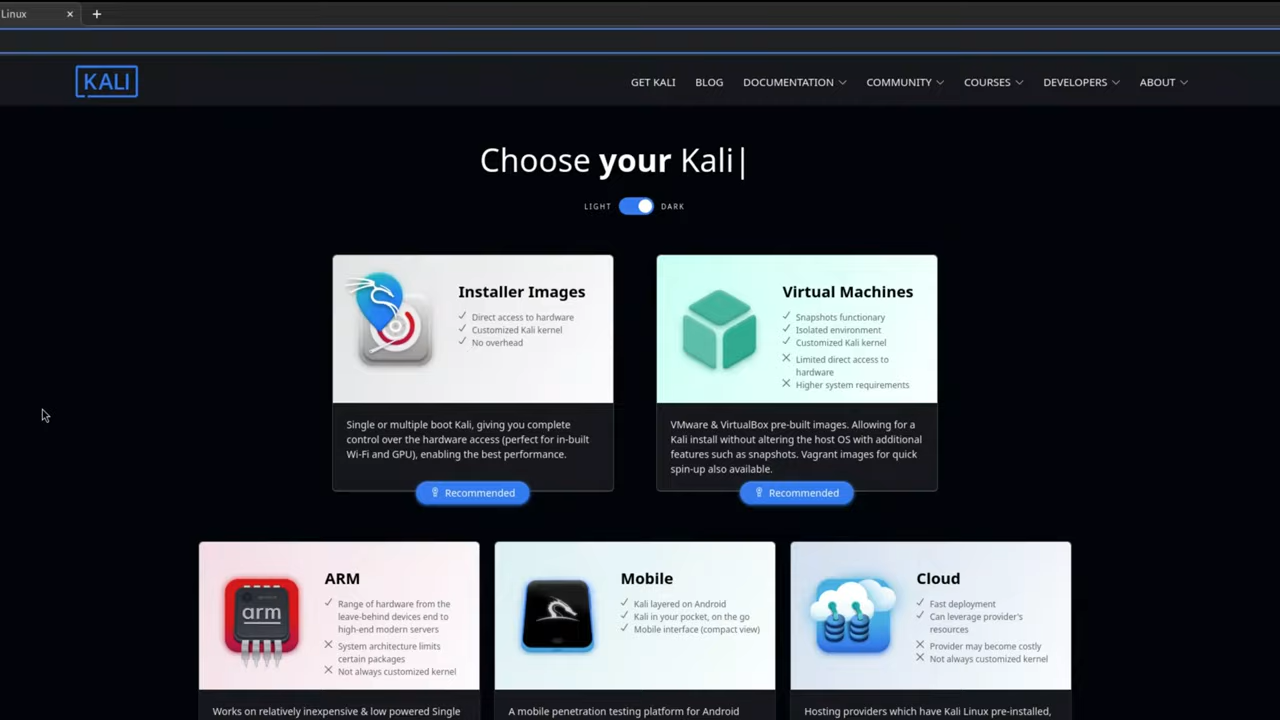 Linux
KALI
GET KALI BLOG DOCUMENTATION COMMUNITY COURSES DEVELOPERS ABOUT
Choose your Kali|
LIGHT DARK
Installer Images
Direct access to hardware
Customized Kali kernel
No overhead
Single or multiple boot Kali, giving you complete
control over the hardware access (perfect for in-built
Wi-Fi and GPU), enabling the best performance.
Recommended
Virtual Machines
Snapshots functionary
Isolated environment
Customized Kali kernel
Limited direct access to
hardware
Higher system requirements
VMware & VirtualBox pre-built images. Allowing for a
Kali install without altering the host OS with additional
features such as snapshots. Vagrant images for quick
spin-up also available.
Recommended
arm
ARM
Range of hardware from the
leave-behind devices end to
high-end modern servers
System architecture limits
certain packages
Not always customized kernel
Works on relatively inexpensive & low powered Single
Mobile
Kali layered on Android
Kali in your pocket, on the go
Mobile interface (compact view)
A mobile penetration testing platform for Android
Cloud
Fast deployment
Can leverage provider's
resources
Provider may become costly
Not always customized kernel
Hosting providers which have Kali Linux pre-installed,